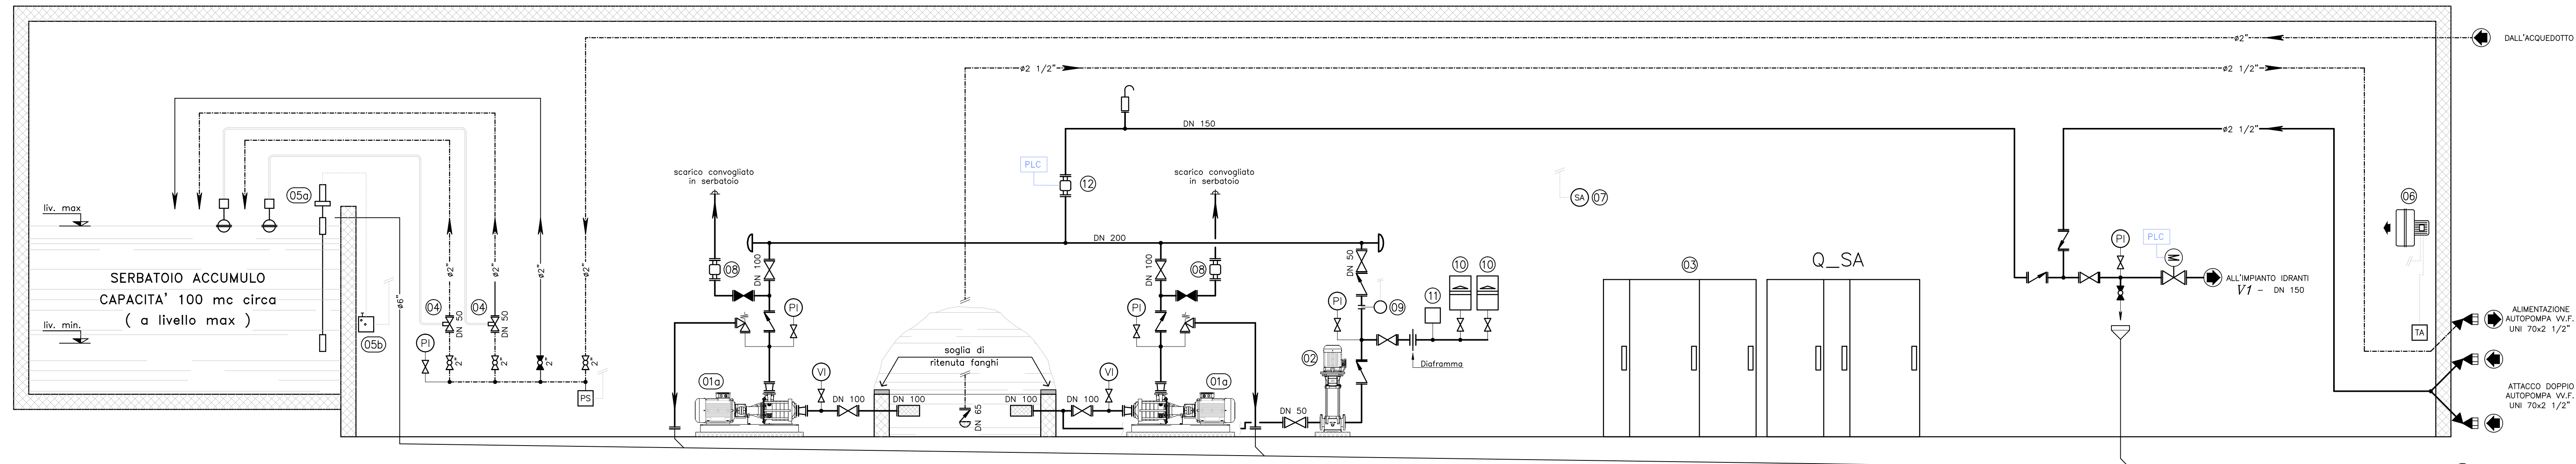 ø2"
DALL'ACQUEDOTTO
ø2 1/2"
ø2 1/2"
DN 150
ø2 1/2"
PLC
12
scarico convogliato
in serbatoio
scarico convogliato
in serbatoio
05a
SA
07
06
liv. max
DN 200
PI
PLC
M
DN 100
08
DN 100
08
DN 50
Q_SA
03
ø2"
ø2"
ø2"
ø2"
SERBATOIO ACCUMULO
CAPACITA' 100 mc circa
( a livello max )
ø6"
10
10
ALL'IMPIANTO IDRANTI
V1 - DN 150
04
04
DN 50
DN 50
PI
PI
PI
09
11
ALIMENTAZIONE
AUTOPOMPA VV.F.
UNI 70x2 1/2"
liv. min.
05b
PI
TA
2"
2"
2"
2"
soglia di
ritenuta fanghi
02
Diaframma
VI
VI
01a
01a
PS
ATTACCO DOPPIO
AUTOPOMPA VV.F.
UNI 70x2 1/2"
DN 100
DN 100
DN 100
DN 100
DN 65
DN 50